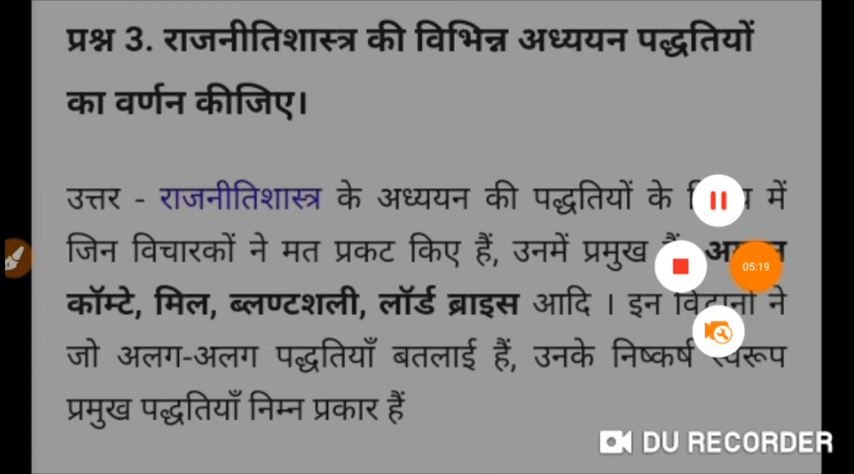 प्रश्न 3. राजनीतिशास्त्र की विभिन्न अध्ययन पद्धतियों
का वर्णन कीजिए।
उत्तर - राजनीतिशास्त्र के अध्ययन की पद्धतियों के में
जिन विचारकों ने मत प्रकट किए हैं, उनमें प्रमुख
05:19
कॉम्टे, मिल, ब्लण्टशली, लॉर्ड ब्राइस आदि । इन विद्वानों ने
जो अलग-अलग पद्धतियाँ बतलाई हैं, उनके निष्कर्ष स्वरूप
प्रमुख पद्धतियाँ निम्न प्रकार हैं
DU RECORDER